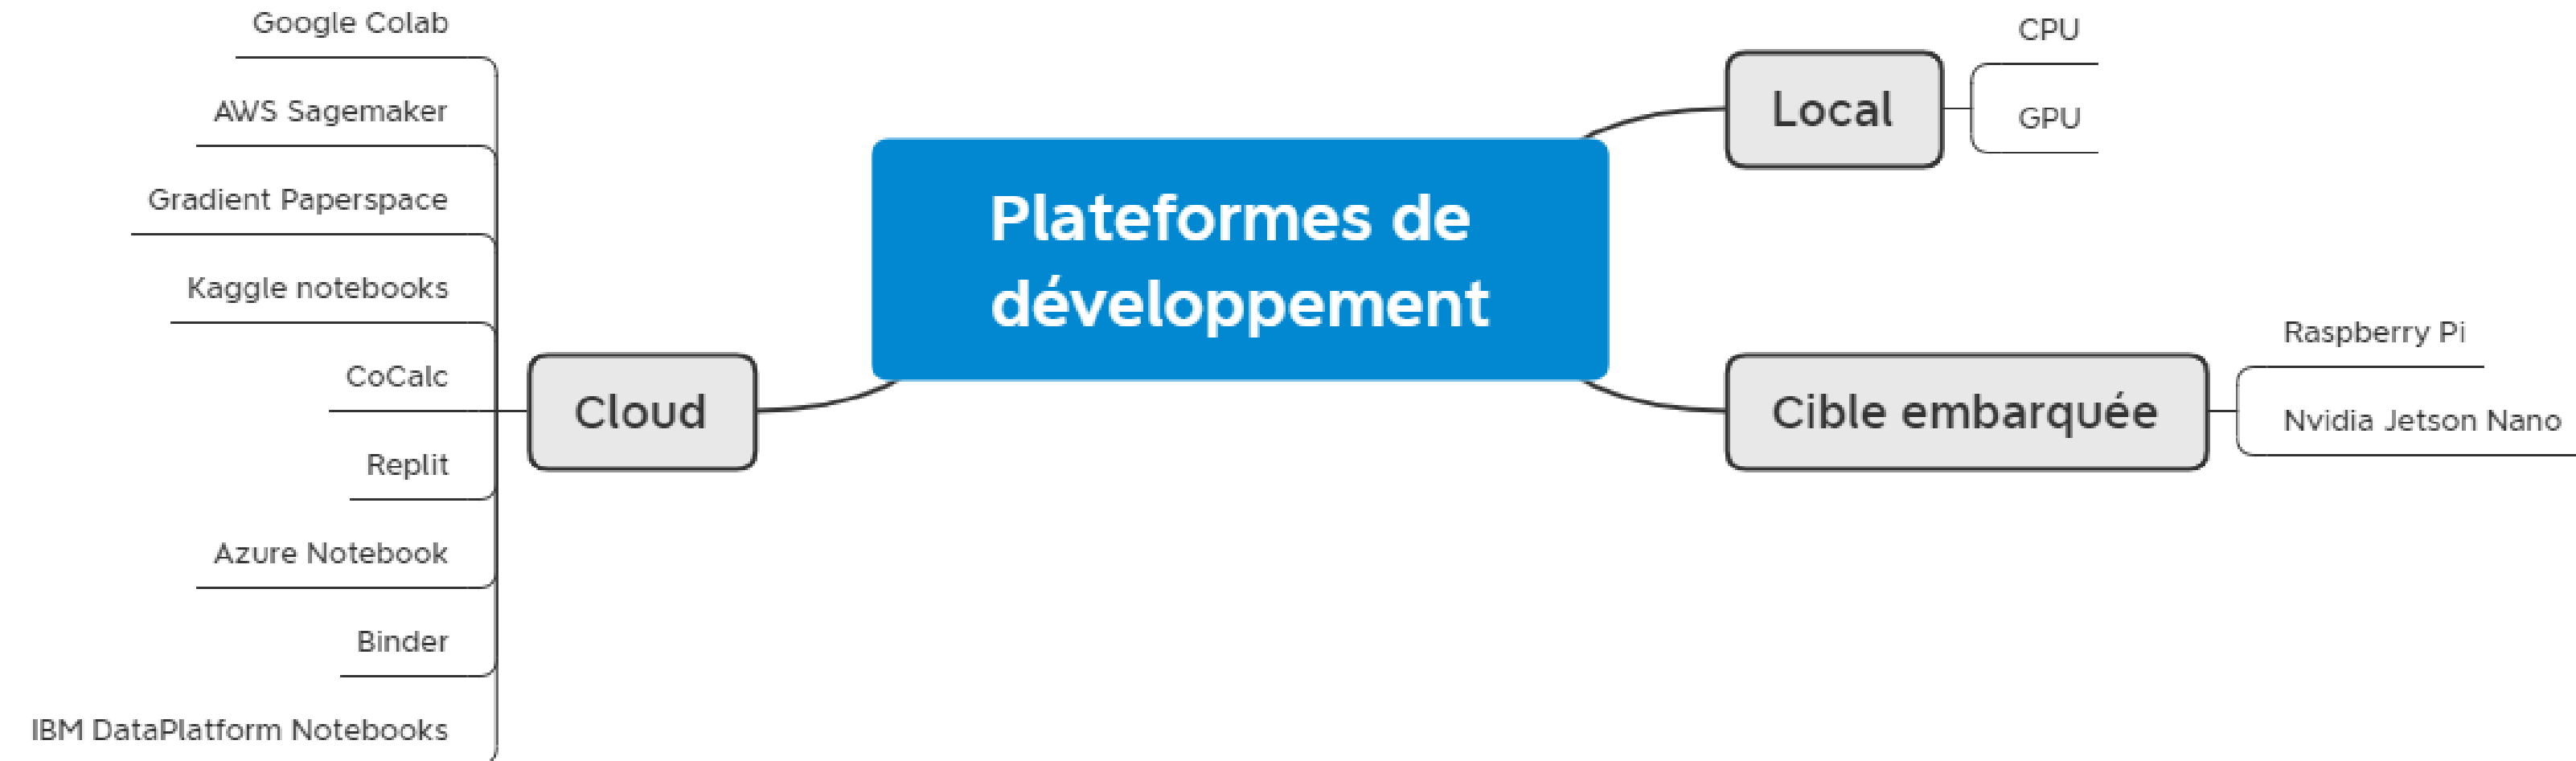 Google Colab
AWS Sagemaker
Gradient Paperspace
Kaggle notebooks
CoCalc
Replit
Azure Notebook
Binder
IBM DataPlatform Notebooks
Cloud
Plateformes de
développement
Local
CPU
GPU
Cible embarquée
Raspberry Pi
Nvidia Jetson Nano